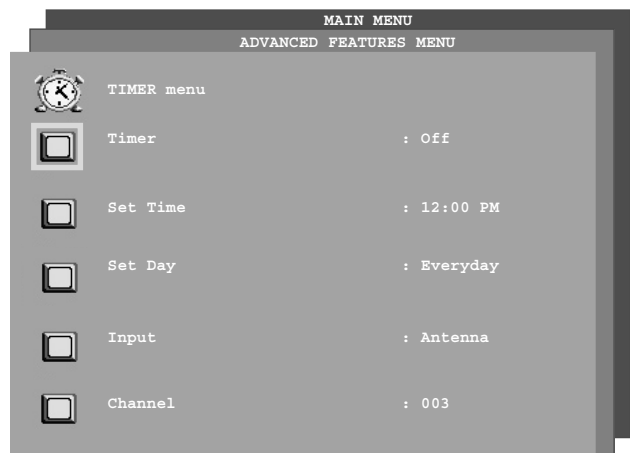 MAIN MENU
ADVANCED FEATURES MENU
TIMER menu
Timer : Off
Set Time : 12:00 PM
Set Day : Everyday
Input : Antenna
Channel : 003